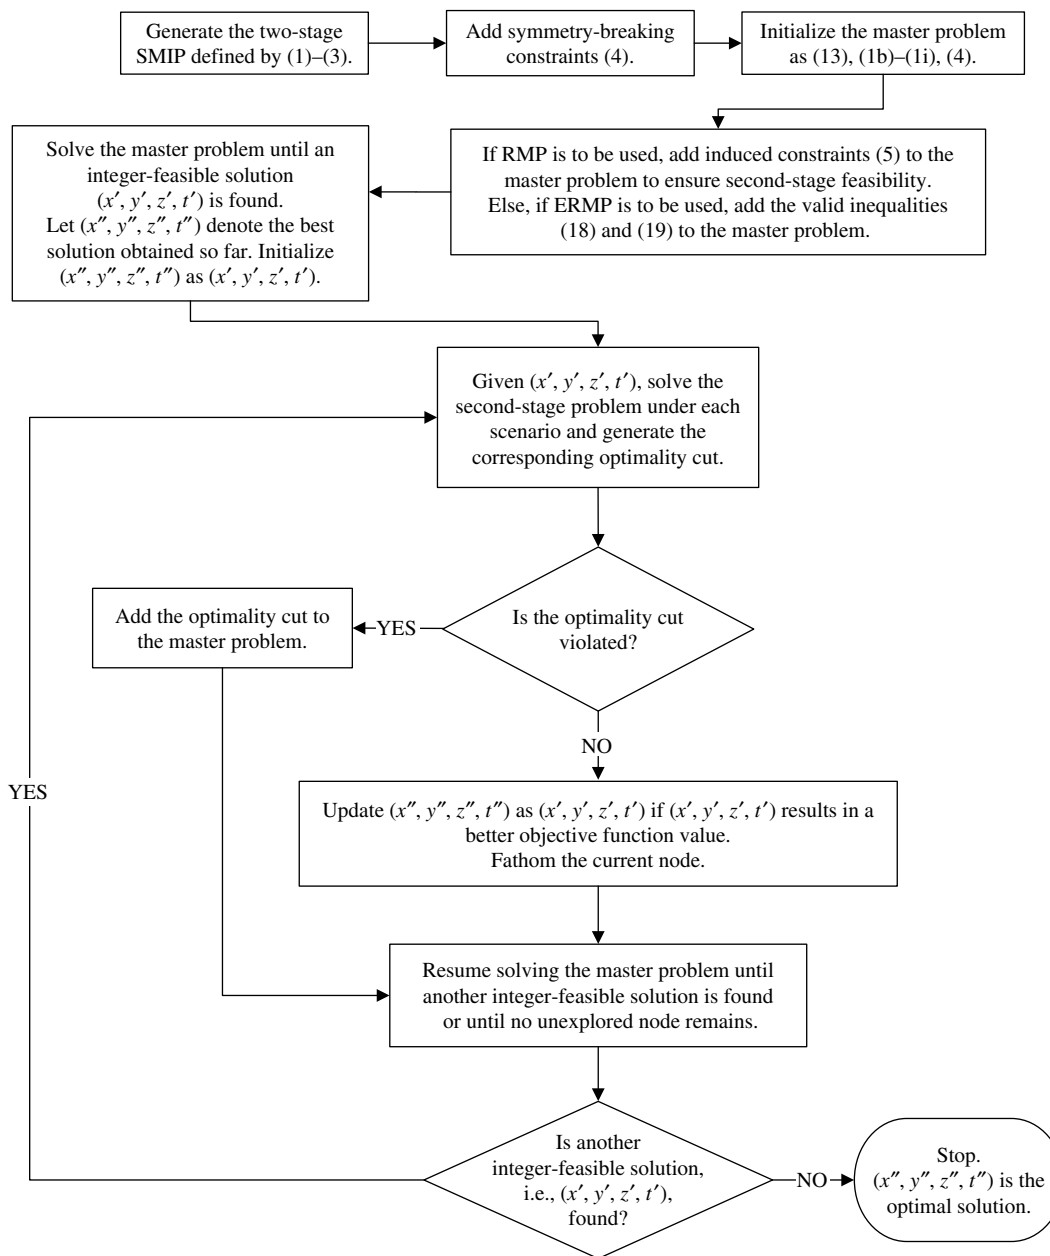 Generate the two-stage
SMIP defined by (1)–(3).
Add symmetry-breaking
constraints (4).
Initialize the master problem
as (13), (1b)–(1i), (4).
If RMP is to be used, add induced constraints (5) to the
master problem to ensure second-stage feasibility.
Else, if ERMP is to be used, add the valid inequalities
(18) and (19) to the master problem.
Solve the master problem until an
integer-feasible solution
(x′, y′, z′, t′) is found.
Let (x″, y″, z″, t″) denote the best
solution obtained so far. Initialize
(x″, y″, z″, t″) as (x′, y′, z′, t′).
Given (x′, y′, z′, t′), solve the
second-stage problem under each
scenario and generate the
corresponding optimality cut.
Is the optimality cut
violated?
YES
Add the optimality cut to
the master problem.
NO
Update (x″, y″, z″, t″) as (x′, y′, z′, t′) if (x′, y′, z′, t′) results in a
better objective function value.
Fathom the current node.
Resume solving the master problem until
another integer-feasible solution is found
or until no unexplored node remains.
Is another
integer-feasible solution,
i.e., (x′, y′, z′, t′),
found?
YES
NO
Stop.
(x″, y″, z″, t″) is the
optimal solution.